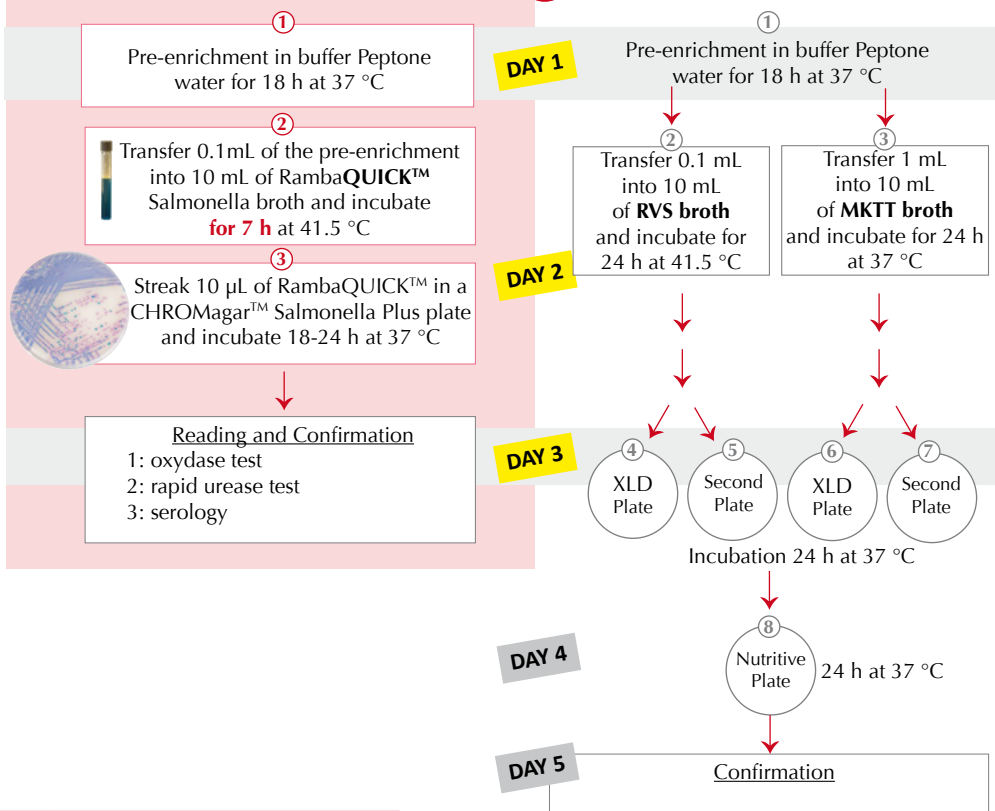 1
Pre-enrichment in buffer Peptone
water for 18 h at 37 °C
2
Transfer 0.1mL of the pre-enrichment
into 10 mL of RambaQUICK™
Salmonella broth and incubate
for 7 h at 41.5 °C
3
Streak 10 µL of RambaQUICK™ in a
CHROMagar™ Salmonella Plus plate
and incubate 18-24 h at 37 °C
Reading and Confirmation
1: oxydase test
2: rapid urease test
3: serology
DAY 1
DAY 2
DAY 3
DAY 4
DAY 5
1
Pre-enrichment in buffer Peptone
water for 18 h at 37 °C
2
Transfer 0.1 mL
into 10 mL
of RVS broth
and incubate for
24 h at 41.5 °C
3
Transfer 1 mL
into 10 mL
of MKTT broth
and incubate for 24 h
at 37 °C
4
XLD
Plate
5
Second
Plate
6
XLD
Plate
7
Second
Plate
Incubation 24 h at 37 °C
8
Nutritive
Plate
24 h at 37 °C
Confirmation